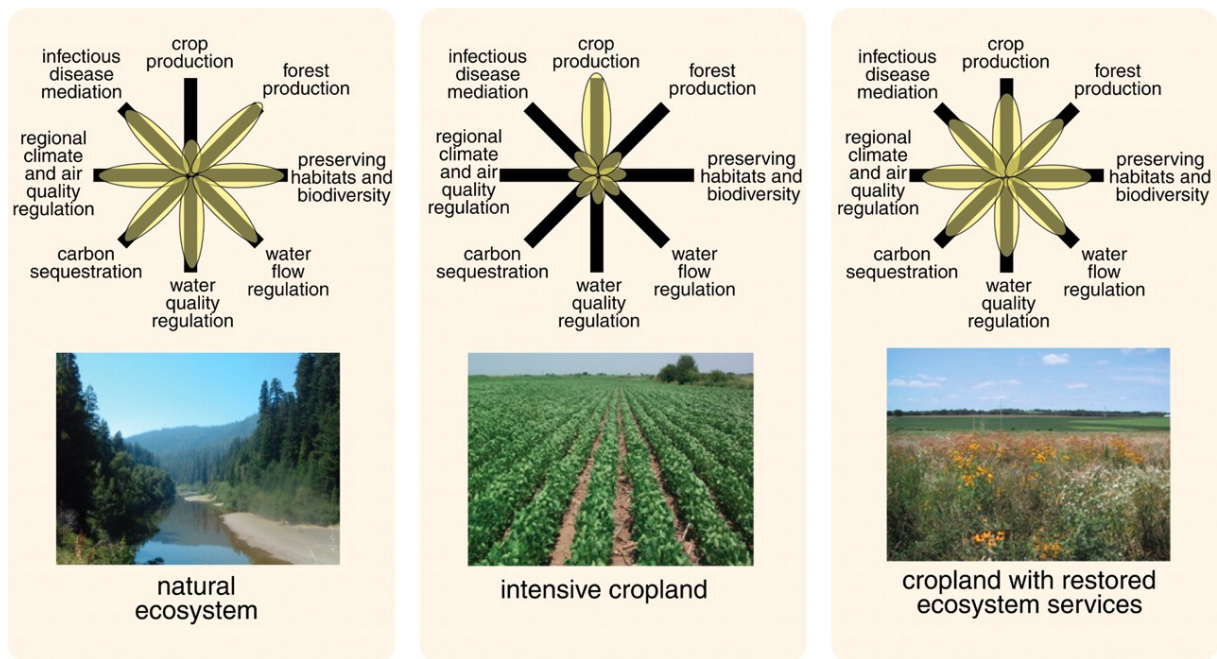 crop
production
infectious
disease
mediation
forest
production
regional
climate
and air
quality
regulation
preserving
habitats and
biodiversity
carbon
sequestration
water
flow
regulation
water
quality
regulation
natural
ecosystem
crop
production
infectious
disease
mediation
forest
production
regional
climate
and air
quality
regulation
preserving
habitats and
biodiversity
carbon
sequestration
water
flow
regulation
water
quality
regulation
intensive cropland
crop
production
infectious
disease
mediation
forest
production
regional
climate
and air
quality
regulation
preserving
habitats and
biodiversity
carbon
sequestration
water
flow
regulation
water
quality
regulation
cropland with restored
ecosystem services